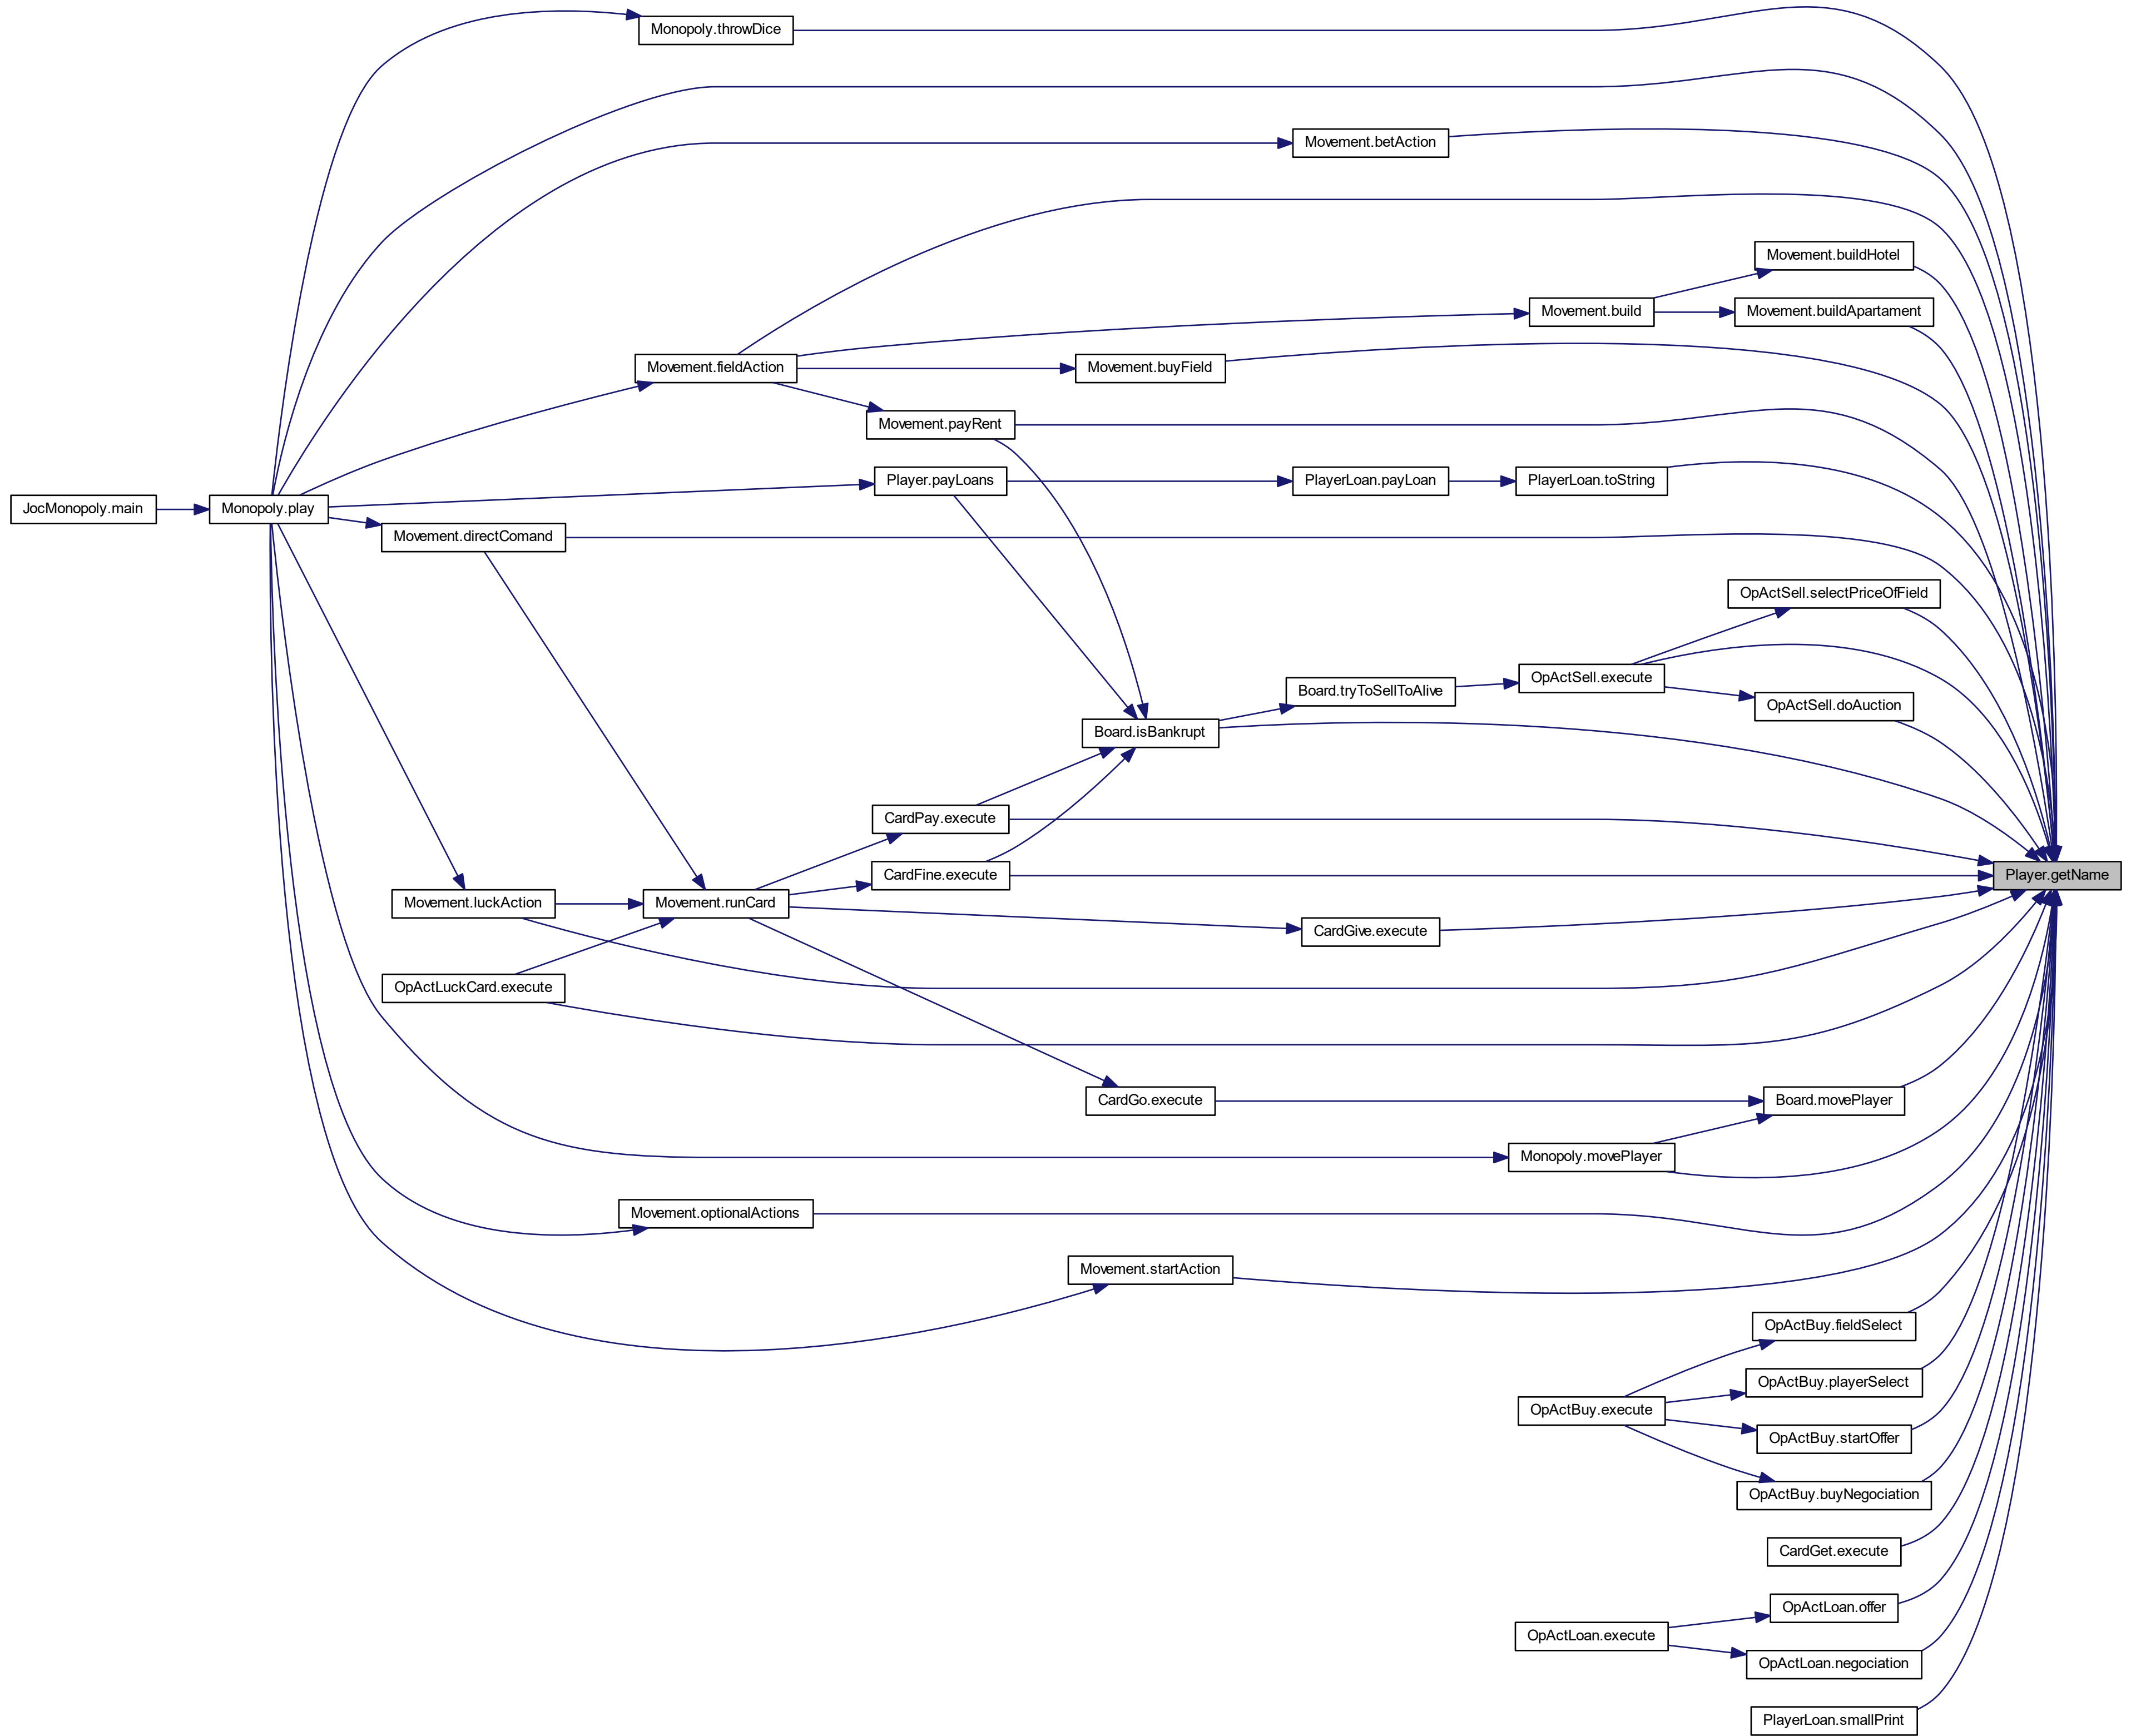 Monopoly.throwDice
Movement.betAction
Movement.buildHotel
Movement.build
Movement.buildApartament
Movement.fieldAction
Movement.buyField
Movement.payRent
Player.payLoans
PlayerLoan.payLoan
PlayerLoan.toString
JocMonopoly.main
Monopoly.play
Movement.directComand
OpActSell.selectPriceOfField
OpActSell.execute
Board.tryToSellToAlive
OpActSell.doAuction
Board.isBankrupt
CardPay.execute
CardFine.execute
Player.getName
Movement.luckAction
Movement.runCard
CardGive.execute
OpActLuckCard.execute
CardGo.execute
Board.movePlayer
Monopoly.movePlayer
Movement.optionalActions
Movement.startAction
OpActBuy.fieldSelect
OpActBuy.playerSelect
OpActBuy.execute
OpActBuy.startOffer
OpActBuy.buyNegociation
CardGet.execute
OpActLoan.offer
OpActLoan.execute
OpActLoan.negociation
PlayerLoan.smallPrint